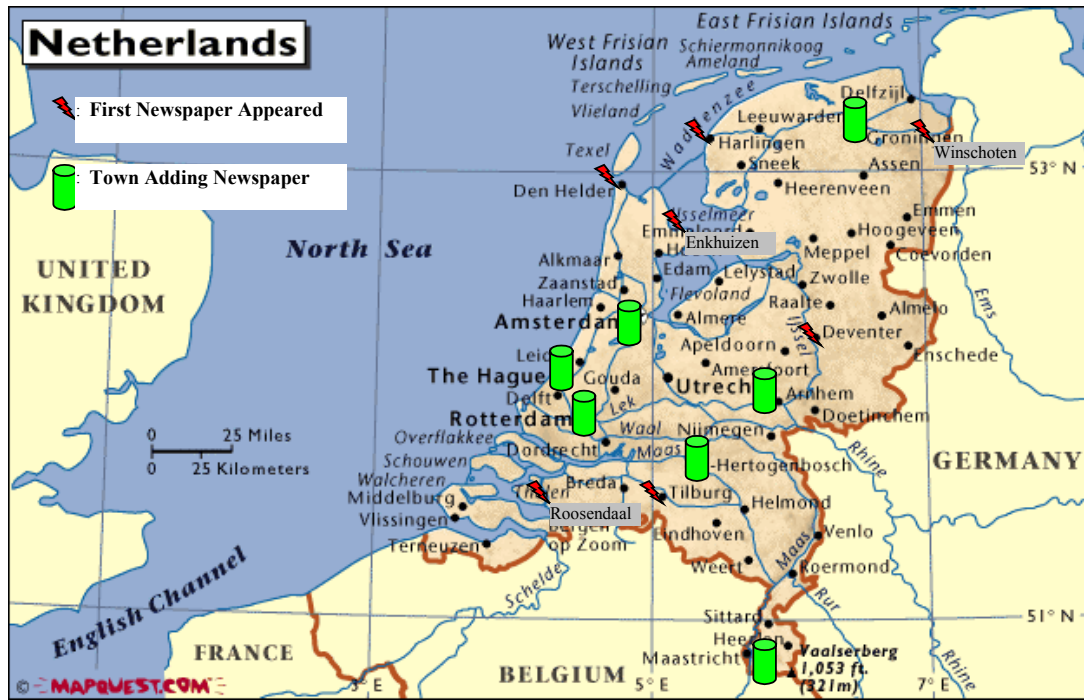 Netherlands
: First Newspaper Appeared
: Town Adding Newspaper
East Frisian Islands
West Frisian
Islands
Schiermonnikoog
Ameland
Terschelling
Vlieland
Texel
Waddenzee
Delfzijl
Leeuwarden
Groningen
Harlingen
Winschoten
Sneek
Assen
53° N
Den Helder
Heerenveen
IJsselmeer
Emmeloord
Enkhuizen
Emmen
Hoogeveen
Meppel
Coevorden
North Sea
UNITED
KINGDOM
Alkmaar
Edam
Lelystad
Zwolle
Zaanstad
Flevoland
Raalte
Haarlem
Almere
Almelo
Ems
Amsterdam
IJssel
Deventer
Apeldoorn
Enschede
Leid
Amersfoort
The Hague
Gouda
Utrech
Arnhem
Delft
Lek
Doetinchem
Rotterdam
Waal
Nijmegen
0 25 Miles
0 25 Kilometers
Overflakkee
Dordrecht
Maas
-Hertogenbosch
Rhine
GERMANY
Schouwen
Walcheren
Tholen
Breda
Tilburg
Middelburg
Roosendaal
Helmond
Vlissingen
Bergen
op Zoom
Eindhoven
Venlo
Terneuzen
Maas
Weert
Roermond
Schelde
Rur
English Channel
Sittard
51° N
Heerlen
FRANCE
Maastricht
Vaalserberg
1,053 ft.
(321m)
BELGIUM
Rhine
© MAPQUEST.COM
3° E
5° E
7° E